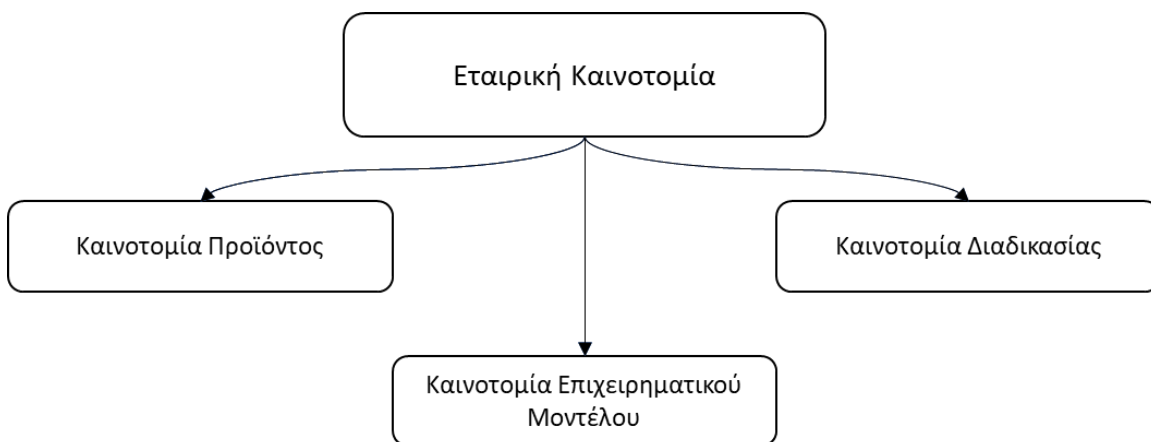 Εταιρική Καινοτομία
Καινοτομία Προϊόντος
Καινοτομία Διαδικασίας
Καινοτομία Επιχειρηματικού
Μοντέλου